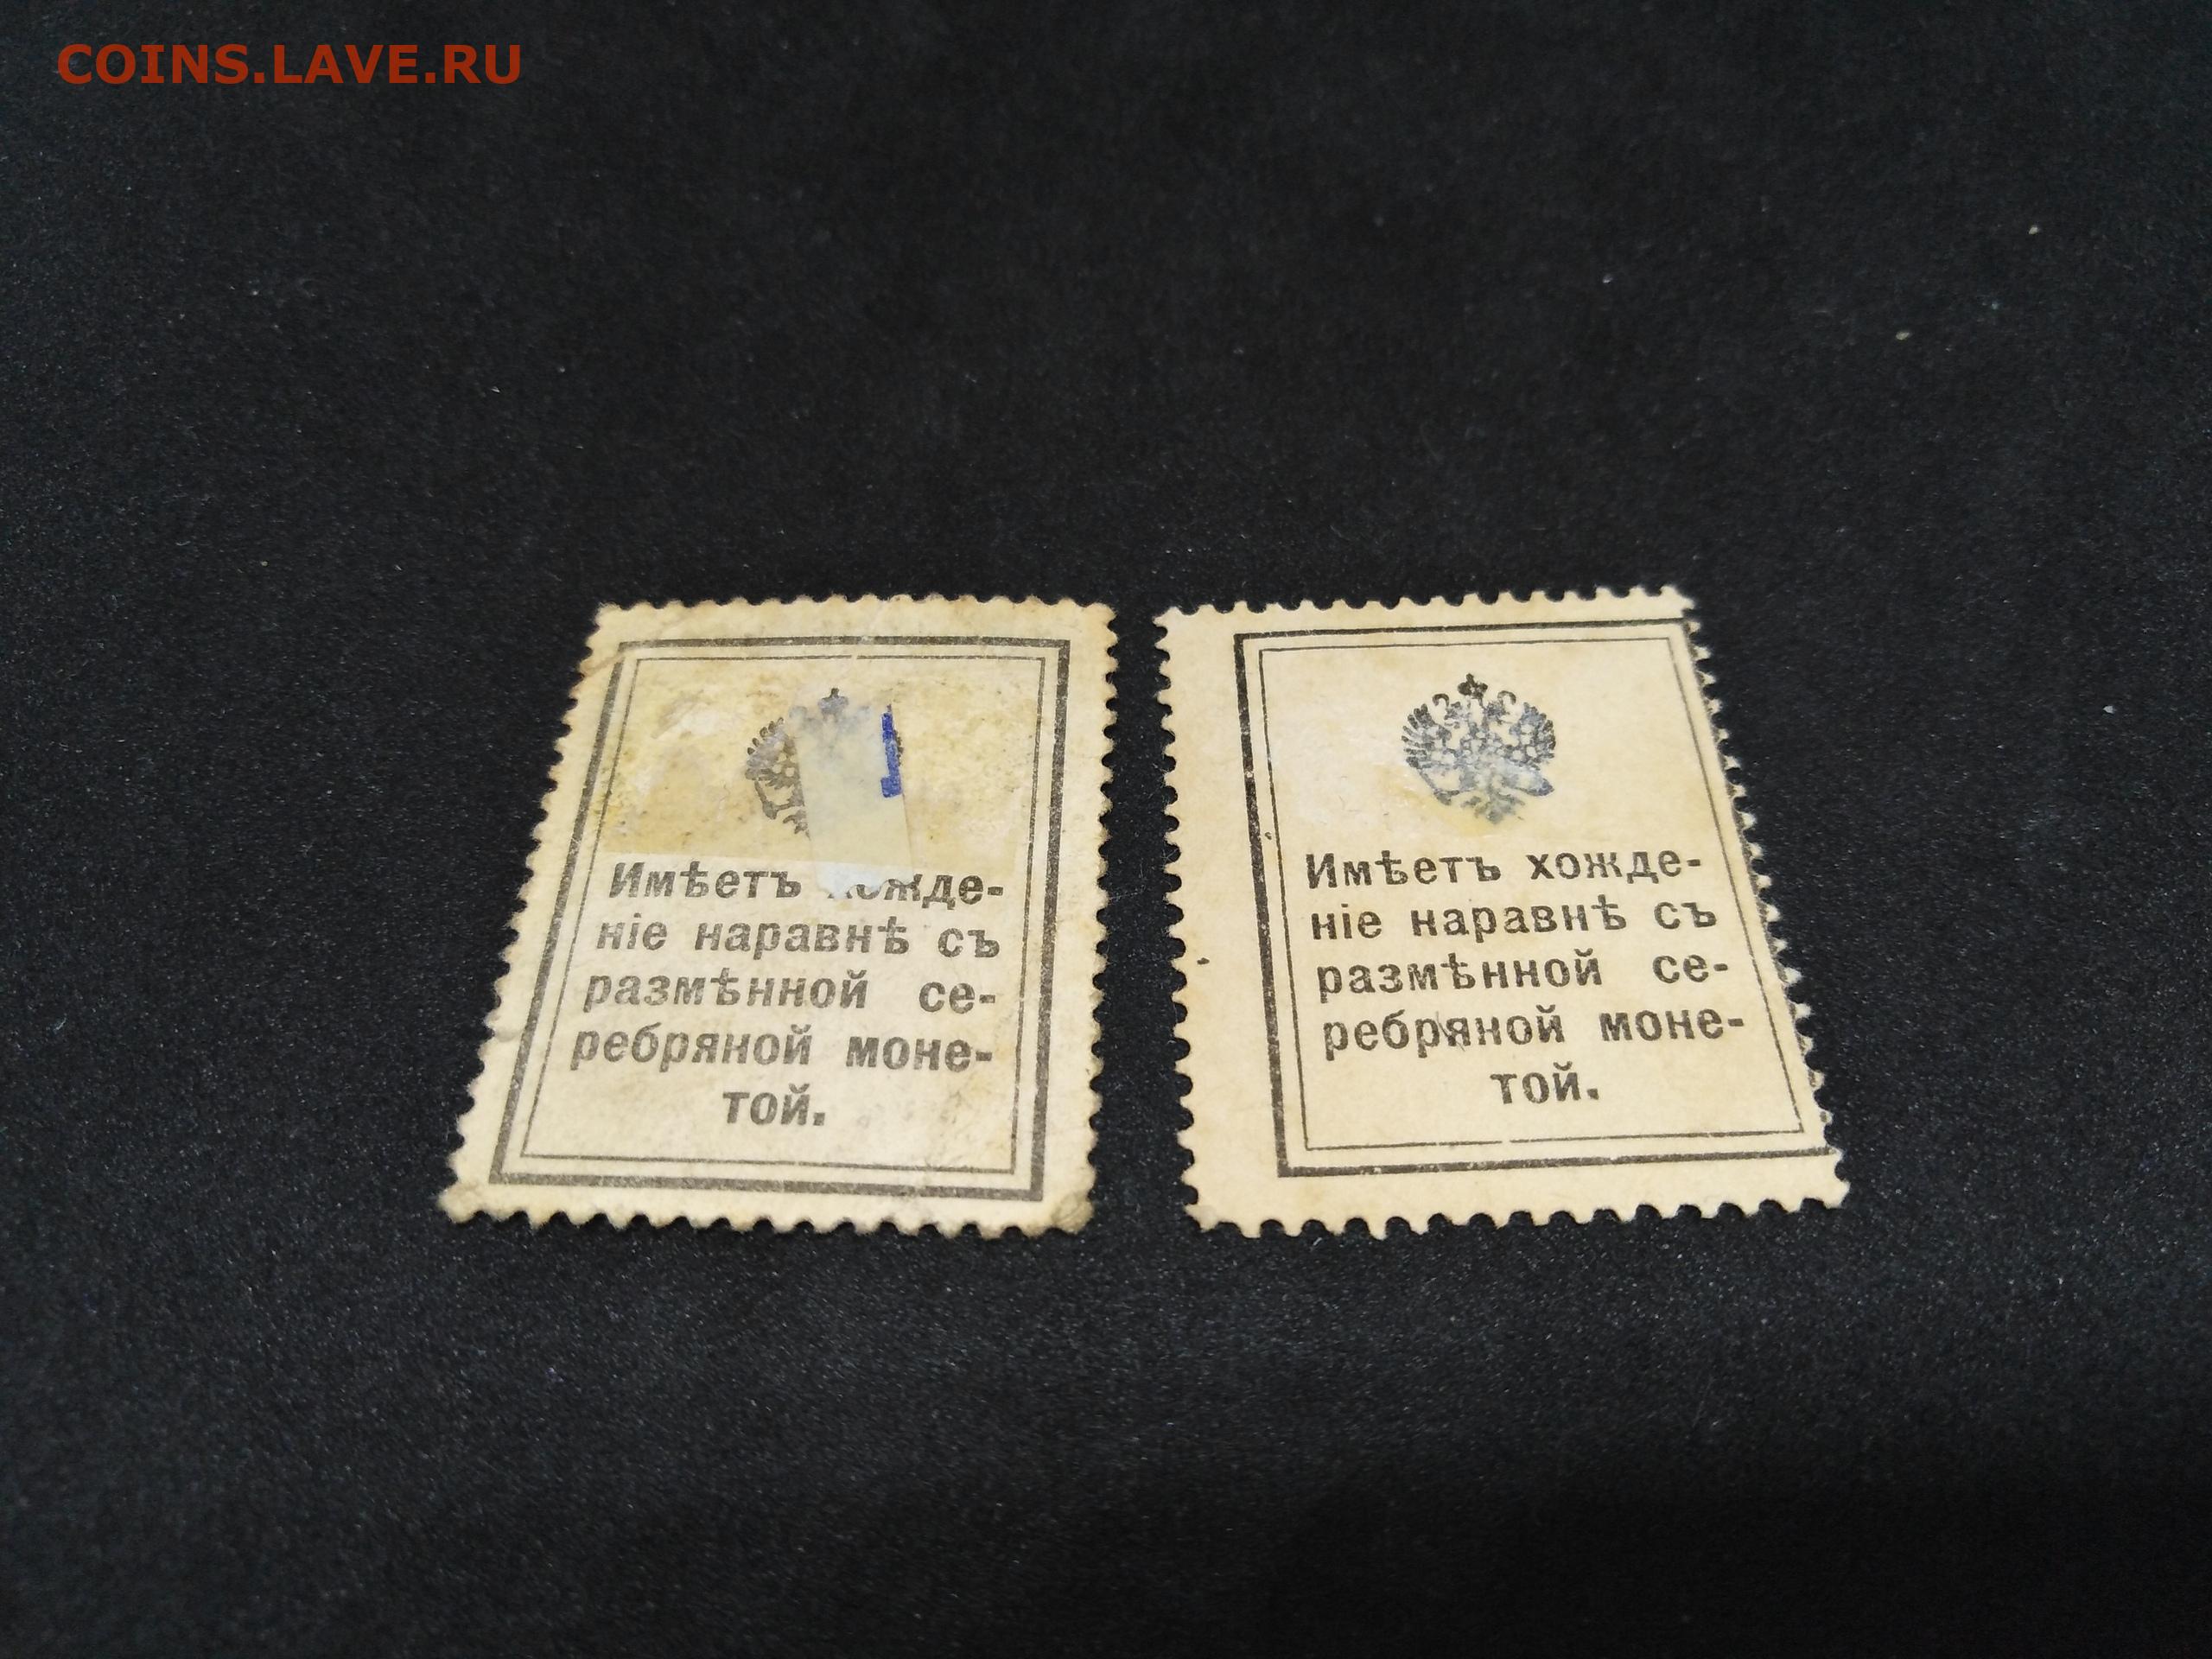 COINS.LAVE.RU
Имѣетъ хожде-
ніе наравнѣ съ
размѣнной се-
ребряной моне-
той.
Имѣетъ хожде-
ніе наравнѣ съ
размѣнной се-
ребряной моне-
той.